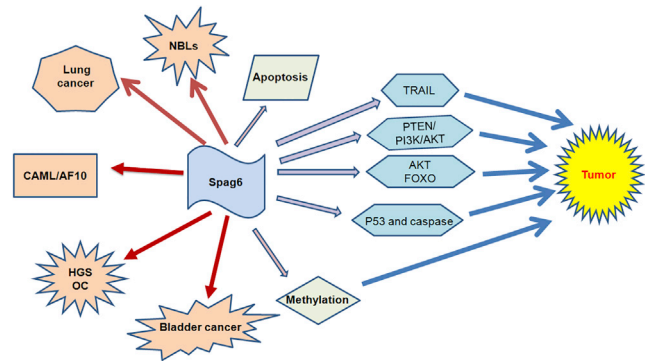 NBLs
Lung
cancer
Apoptosis
TRAIL
PTEN/
PI3K/AKT
CAML/AF10
Spag6
AKT
FOXO
Tumor
P53 and caspase
HGS
OC
Methylation
Bladder cancer